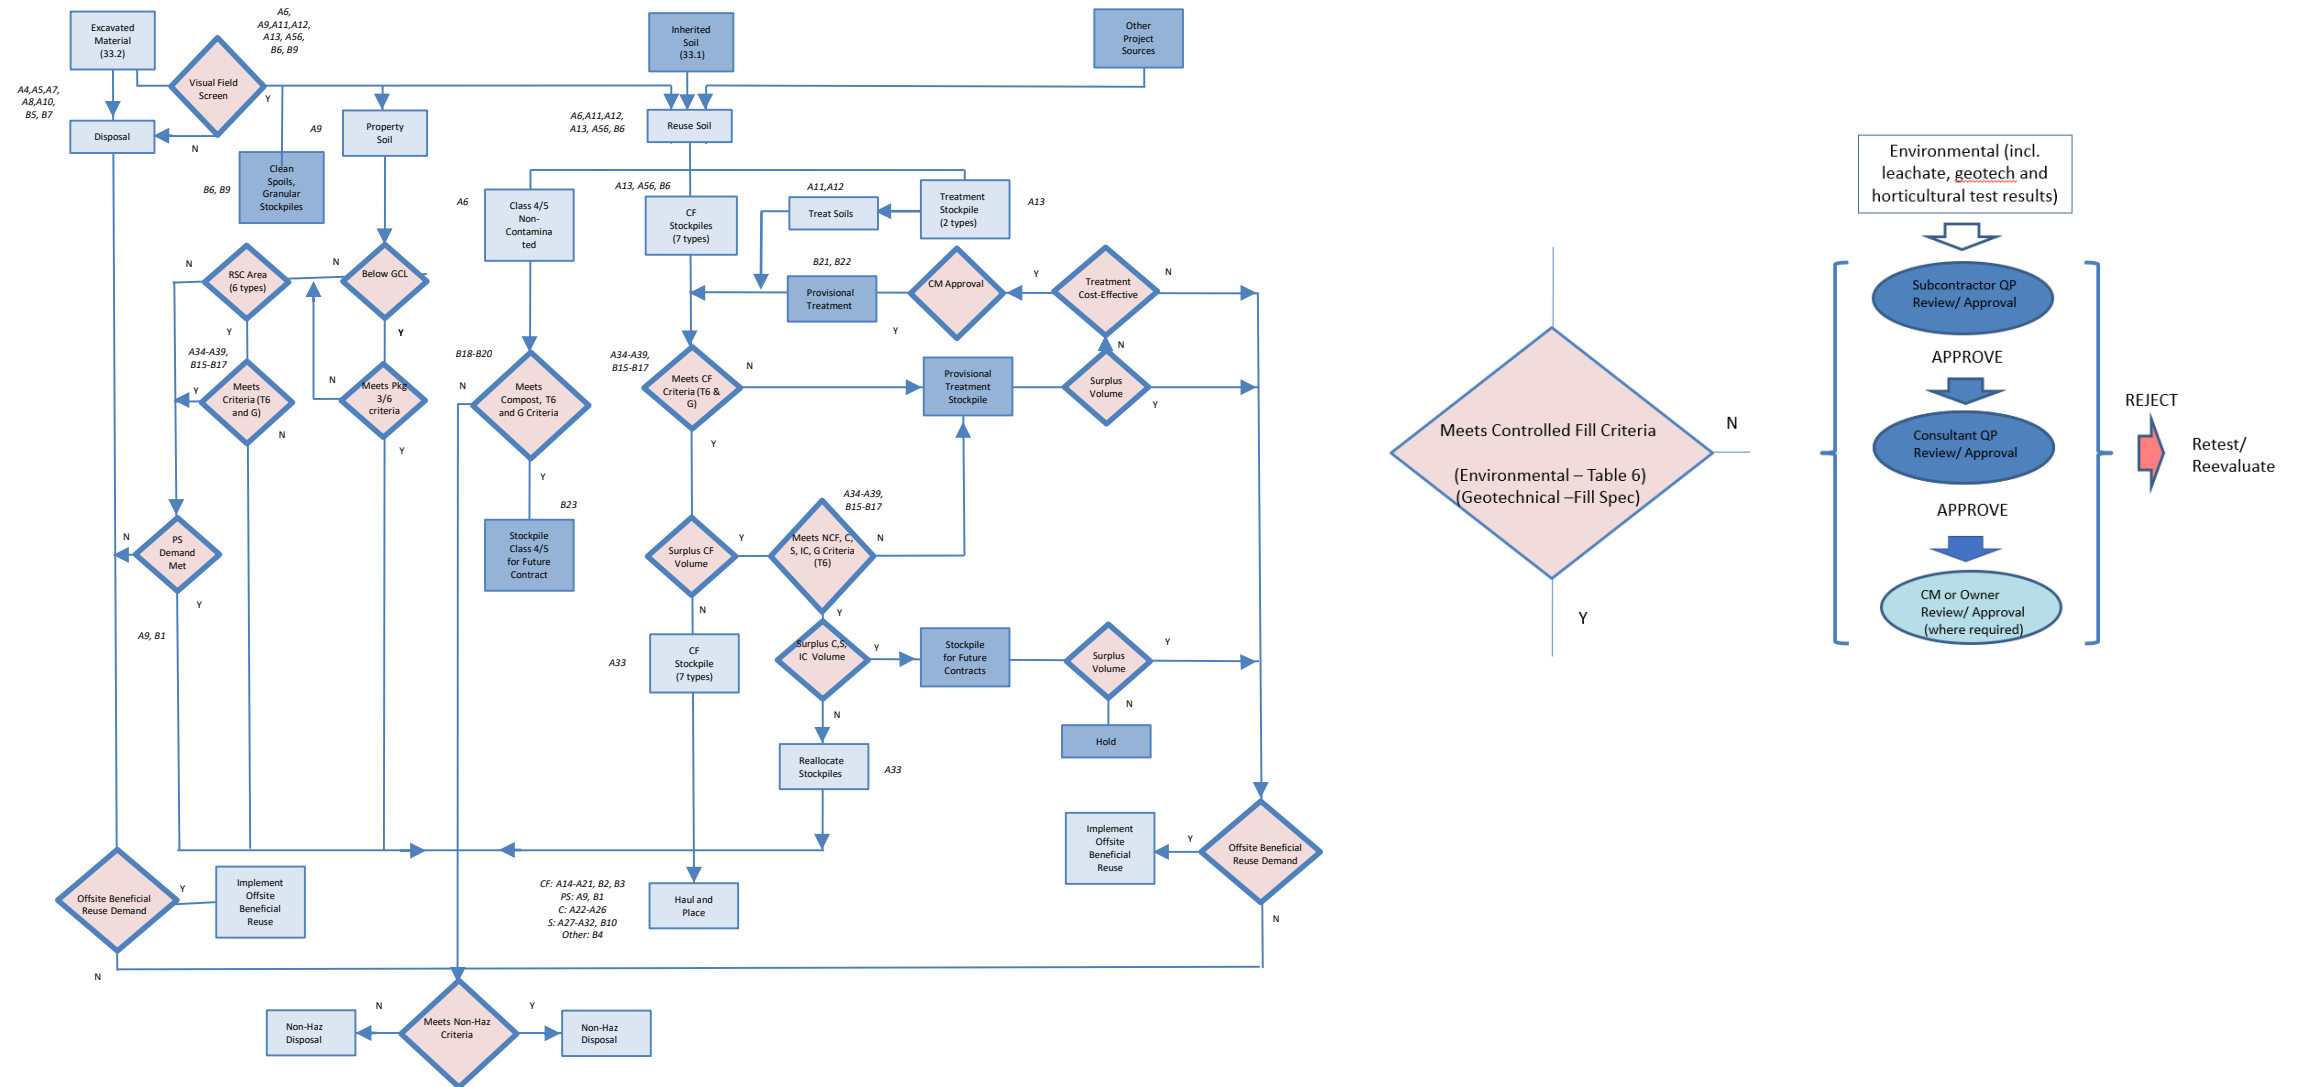 Excavated
Material
(33.2)
A6,
A9,A11,A12,
A13, A56,
B6, B9
Visual Field
Screen
Y
N
A4,A5,A7,
A8,A10,
B5, B7
Disposal
Inherited
Soil
(33.1)
Other
Project
Sources
A9
Property
Soil
A6,A11,A12,
A13, A56, B6
Reuse Soil
B6, B9
Clean
Spoils,
Granular
Stockpiles
A6
Class 4/5
Non-
Contamina
ted
A13, A56, B6
CF
Stockpiles
(7 types)
A11,A12
Treat Soils
Treatment
Stockpile
(2 types)
A13
N
RSC Area
(6 types)
N
Below GCL
Y
Y
B21, B22
Provisional
Treatment
CM Approval
Y
Y
Treatment
Cost-Effective
N
A34-A39,
B15-B17
Y
Meets
Criteria (T6
and G)
N
N
Meets Pkg
3/6
criteria
Y
B18-B20
N
Meets
Compost, T6
and G Criteria
Y
A34-A39,
B15-B17
Meets CF
Criteria (T6 &
G)
N
Y
Provisional
Treatment
Stockpile
N
Surplus
Volume
Y
N
PS
Demand
Met
Y
B23
Stockpile
Class 4/5
for Future
Contract
Surplus CF
Volume
Y
N
A34-A39,
B15-B17
Meets NCF, C,
S, IC, G Criteria
(T6)
N
Y
A9, B1
A33
CF
Stockpile
(7 types)
Surplus C,S,
IC  Volume
Y
N
Stockpile
for Future
Contracts
Surplus
Volume
Y
N
Hold
Reallocate
Stockpiles
A33
Offsite Beneficial
Reuse Demand
Y
N
Implement
Offsite
Beneficial
Reuse
CF: A14-A21, B2, B3
PS: A9, B1
C: A22-A26
S: A27-A32, B10
Other: B4
Haul and
Place
Implement
Offsite
Beneficial
Reuse
Y
Offsite Beneficial
Reuse Demand
N
Non-Haz
Disposal
N
Meets Non-Haz
Criteria
Y
Non-Haz
Disposal
Meets Controlled Fill Criteria
(Environmental – Table 6)
(Geotechnical –Fill Spec)
N
Y
Environmental (incl.
leachate, geotech and
horticultural test results)
Subcontractor QP
Review/ Approval
APPROVE
Consultant QP
Review/ Approval
APPROVE
CM or Owner
Review/ Approval
(where required)
REJECT
Retest/
Reevaluate